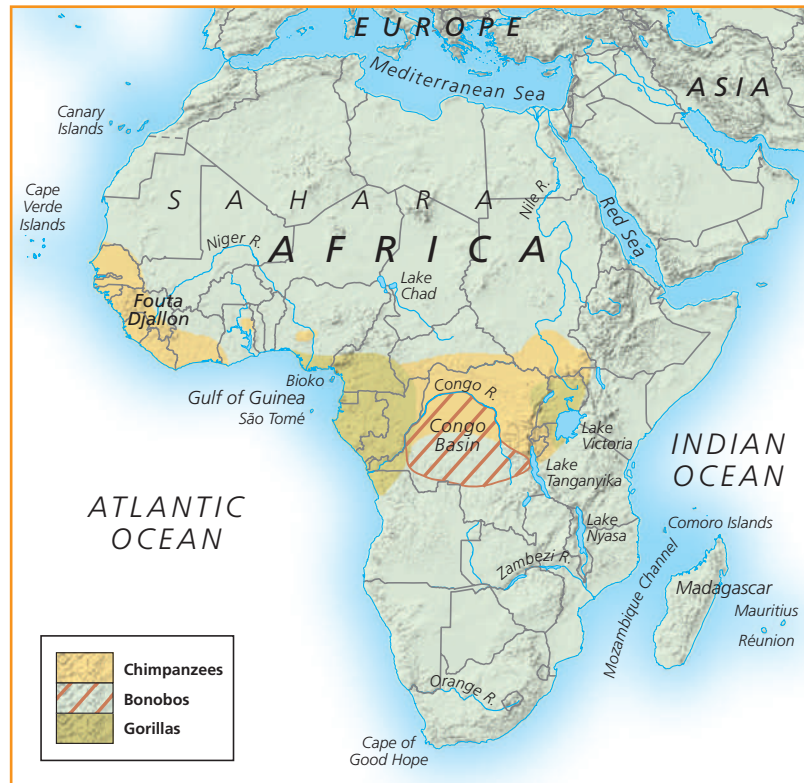 EUROPE
Mediterranean Sea
ASIA
Canary
Islands
Cape
Verde
Islands
SAHARA
Nile R.
Red Sea
Niger R.
AFRICA
Lake
Chad
Fouta
Djallon
Bioko
Gulf of Guinea
São Tomé
Congo R.
Congo
Basin
Lake
Victoria
Lake
Tanganyika
INDIAN
OCEAN
ATLANTIC
OCEAN
Lake
Nyasa
Comoro Islands
Zambezi R.
Mozambique Channel
Madagascar
Mauritius
Réunion
Orange R.
Cape of
Good Hope
Chimpanzees
Bonobos
Gorillas